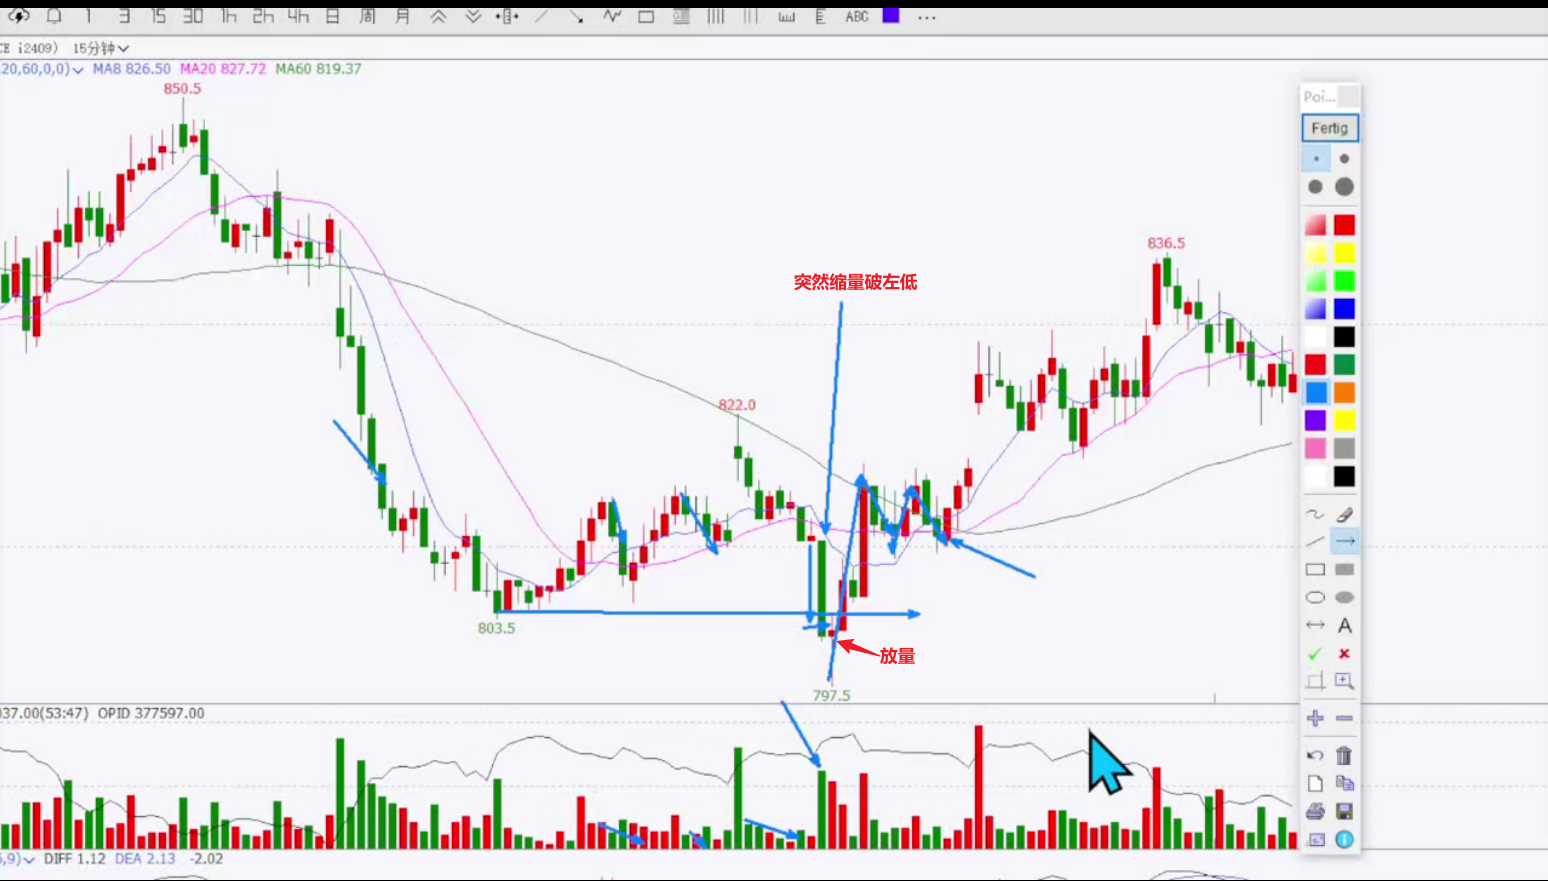 1 3 15 30 1h 2h 4h 日 周 月 ABC ...
CE i2409) 15分钟
20,60,0,0) MA8 826.50 MA20 827.72 MA60 819.37
850.5
Poi...
Fertig
836.5
突然缩量破左低
822.0
803.5
放量
797.5
A
037.00(53:47) OPID 377597.00
,9) DIFF 1.12 DEA 2.13 -2.02